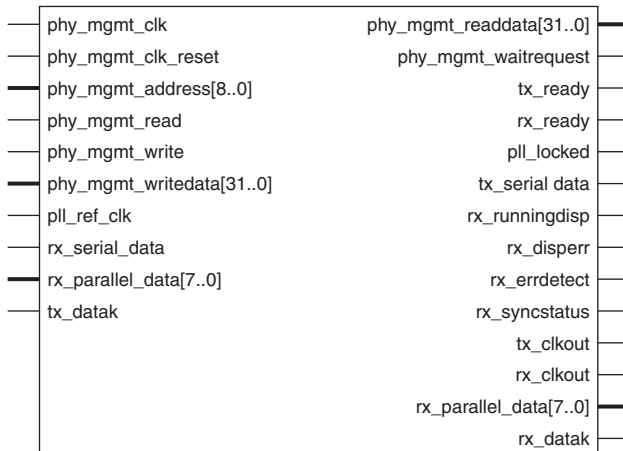 phy_mgmt_clk
phy_mgmt_clk_reset
phy_mgmt_address[8..0]
phy_mgmt_read
phy_mgmt_write
phy_mgmt_writedata[31..0]
pll_ref_clk
rx_serial_data
rx_parallel_data[7..0]
tx_datak
phy_mgmt_readdata[31..0]
phy_mgmt_waitrequest
tx_ready
rx_ready
pll_locked
tx_serial data
rx_runningdisp
rx_disperr
rx_errdetect
rx_syncstatus
tx_clkout
rx_clkout
rx_parallel_data[7..0]
rx_datak